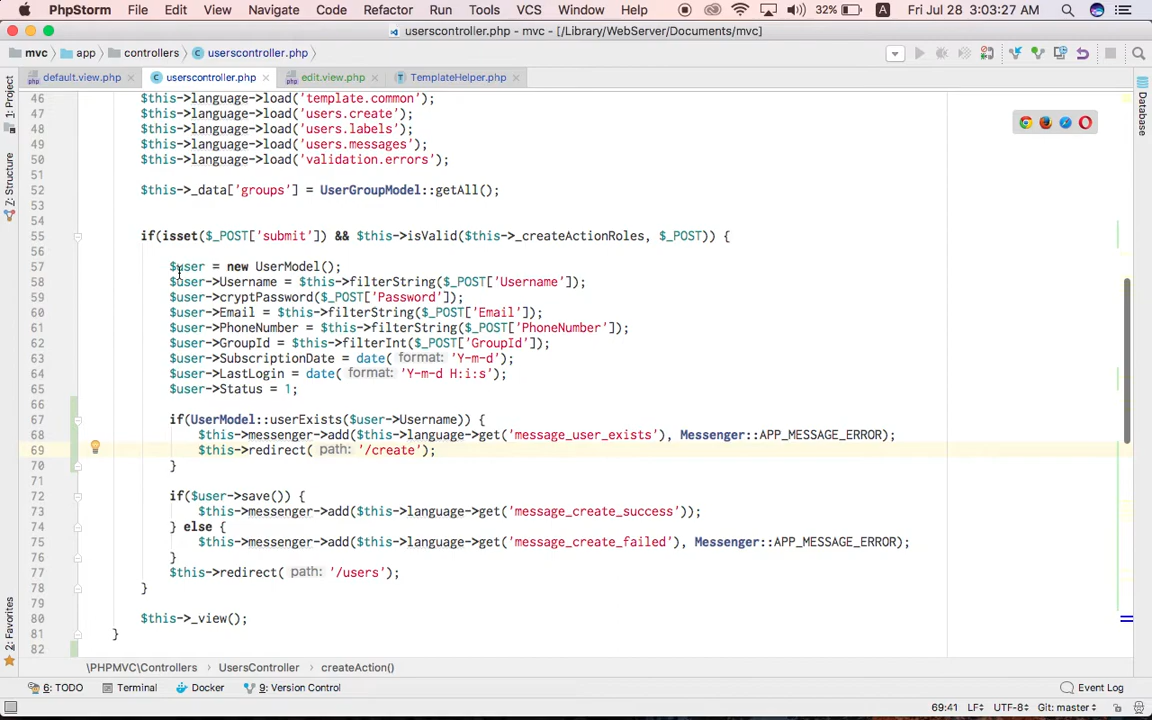 PhpStorm File Edit View Navigate Code Refactor Run Tools VCS Window Help 32% A Fri Jul 28 3:03:27 AM
userscontroller.php - mvc - [/Library/WebServer/Documents/mvc]
mvc app controllers userscontroller.php
default.view.php userscontroller.php edit.view.php TemplateHelper.php
1: Project
Z: Structure
2: Favorites
Database
46 $this->language->load('template.common');
47 $this->language->load('users.create');
48 $this->language->load('users.labels');
49 $this->language->load('users.messages');
50 $this->language->load('validation.errors');
51
52 $this->_data['groups'] = UserGroupModel::getAll();
53
54
55 if(isset($_POST['submit']) && $this->isValid($this->_createActionRoles, $_POST)) {
56
57 $user = new UserModel();
58 $user->Username = $this->filterString($_POST['Username']);
59 $user->cryptPassword($_POST['Password']);
60 $user->Email = $this->filterString($_POST['Email']);
61 $user->PhoneNumber = $this->filterString($_POST['PhoneNumber']);
62 $user->GroupId = $this->filterInt($_POST['GroupId']);
63 $user->SubscriptionDate = date( format: 'Y-m-d');
64 $user->LastLogin = date( format: 'Y-m-d H:i:s');
65 $user->Status = 1;
66
67 if(UserModel::userExists($user->Username)) {
68 $this->messenger->add($this->language->get('message_user_exists'), Messenger::APP_MESSAGE_ERROR);
69 $this->redirect( path: '/create');
70 }
71
72 if($user->save()) {
73 $this->messenger->add($this->language->get('message_create_success'));
74 } else {
75 $this->messenger->add($this->language->get('message_create_failed'), Messenger::APP_MESSAGE_ERROR);
76 }
77 $this->redirect( path: '/users');
78 }
79
80 $this->_view();
81 }
82
\PHPMVC\Controllers UsersController createAction()
6: TODO Terminal Docker 9: Version Control Event Log
69:41 LF÷ UTF-8÷ Git: master÷